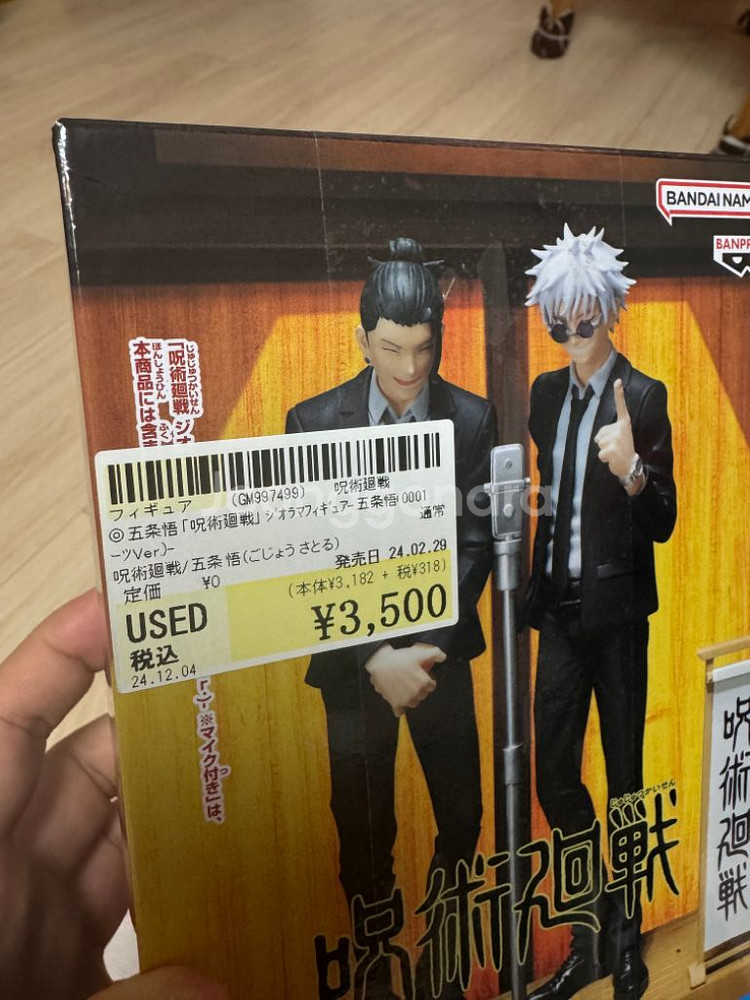 BANDAI NAM
BANPR
じゅじゅつかいせん
「呪術廻戦 ジオ
ほんしょうひん
本商品には含ま
フィギュア (GM997499) 呪術廻戦
◎五条悟「呪術廻戦」ジオラマフィギュア-五条悟(0001
ーツVer.)- 通常
呪術廻戦/五条悟(ごじょう さとる)
定価 ¥0 発売日 24.02.29
(本体¥3,182 + 税¥318)
USED ¥3,500
税込
24.12.04
※マイク付き」は、
じゅじゅつかいせん
呪術廻戦
呪術廻戦